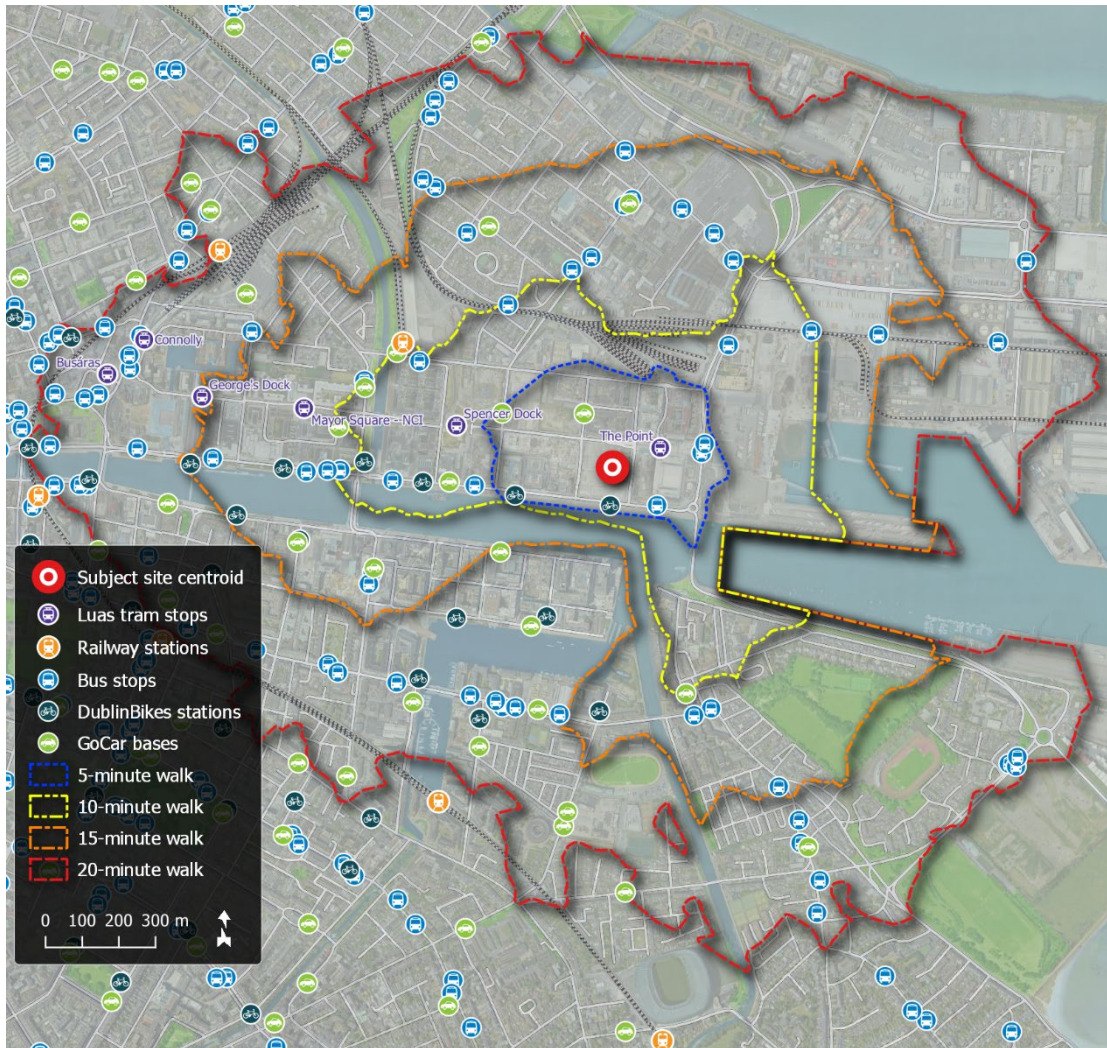 Connolly
Busáras
George's Dock
Mayor Square - NCI
Spencer Dock
The Point
Subject site centroid
Luas tram stops
Railway stations
Bus stops
DublinBikes stations
GoCar bases
5-minute walk
10-minute walk
15-minute walk
20-minute walk
0 100 200 300 m